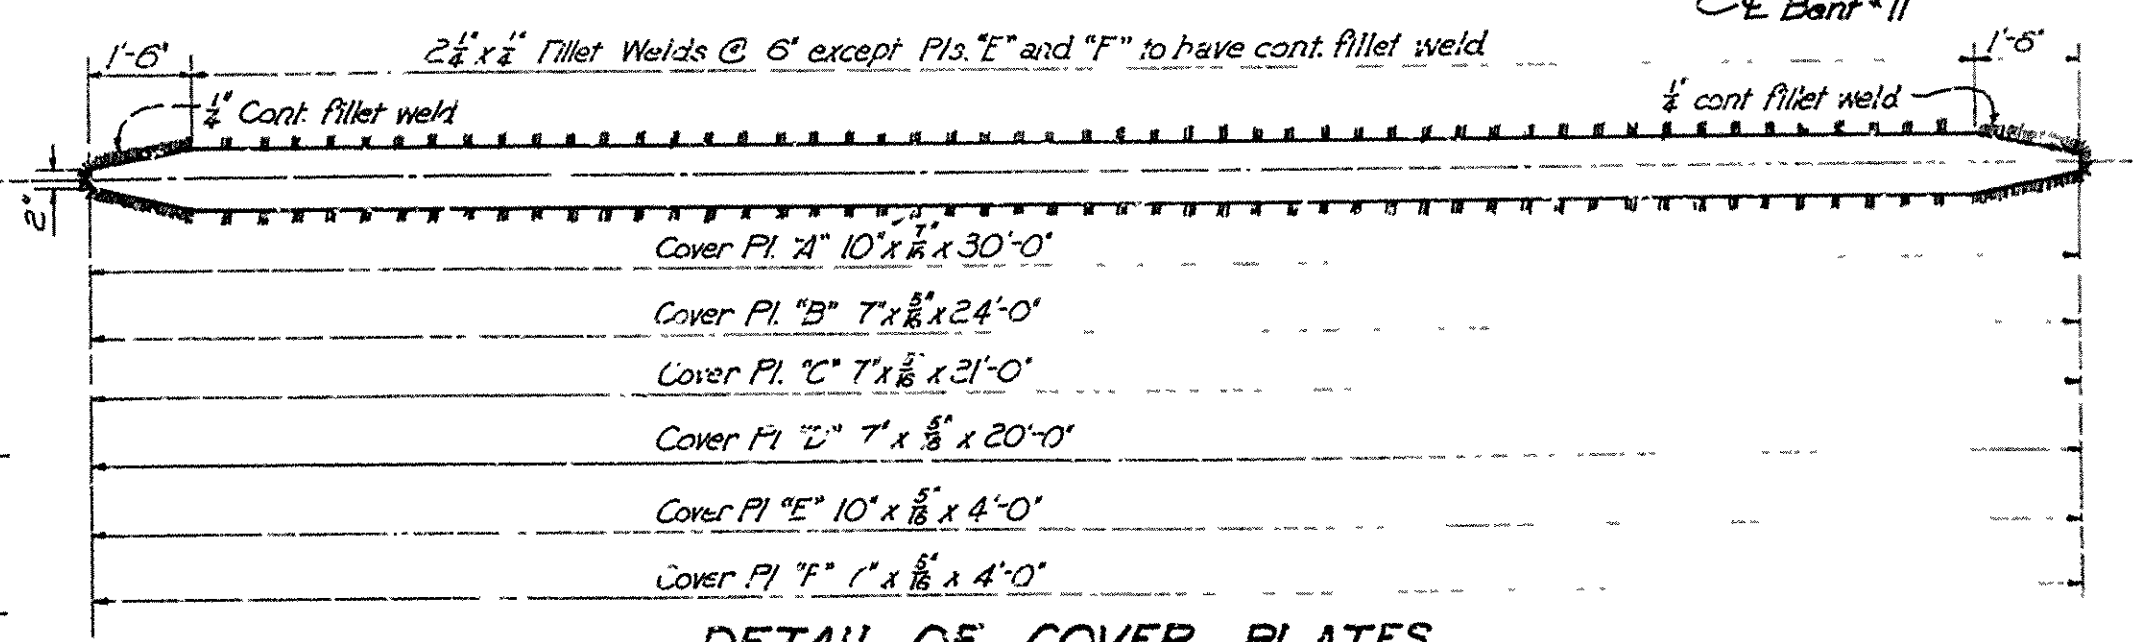 ℄ Bent #11
1'-6" 2¼" x ¼" Fillet Welds @ 6" except Pls. "E" and "F" to have cont. fillet weld 1'-6"
¼" Cont. fillet weld ¼" cont fillet weld
2"
Cover Pl. "A" 10" x 7/16" x 30'-0"
Cover Pl. "B" 7" x 5/16" x 24'-0"
Cover Pl. "C" 7" x 5/16" x 21'-0"
Cover Pl "D" 7" x 5/8" x 20'-0"
Cover Pl "E" 10" x 5/16" x 4'-0"
Cover Pl "F" 7" x 5/16" x 4'-0"
DETAIL OF COVER PLATES